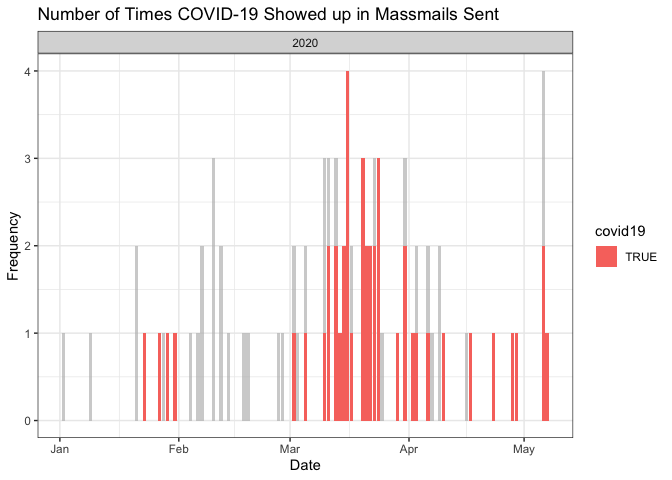 Number of Times COVID-19 Showed up in Massmails Sent
2020
4
3
2
1
0
Frequency
Jan Feb Mar Apr May
Date
covid19
TRUE